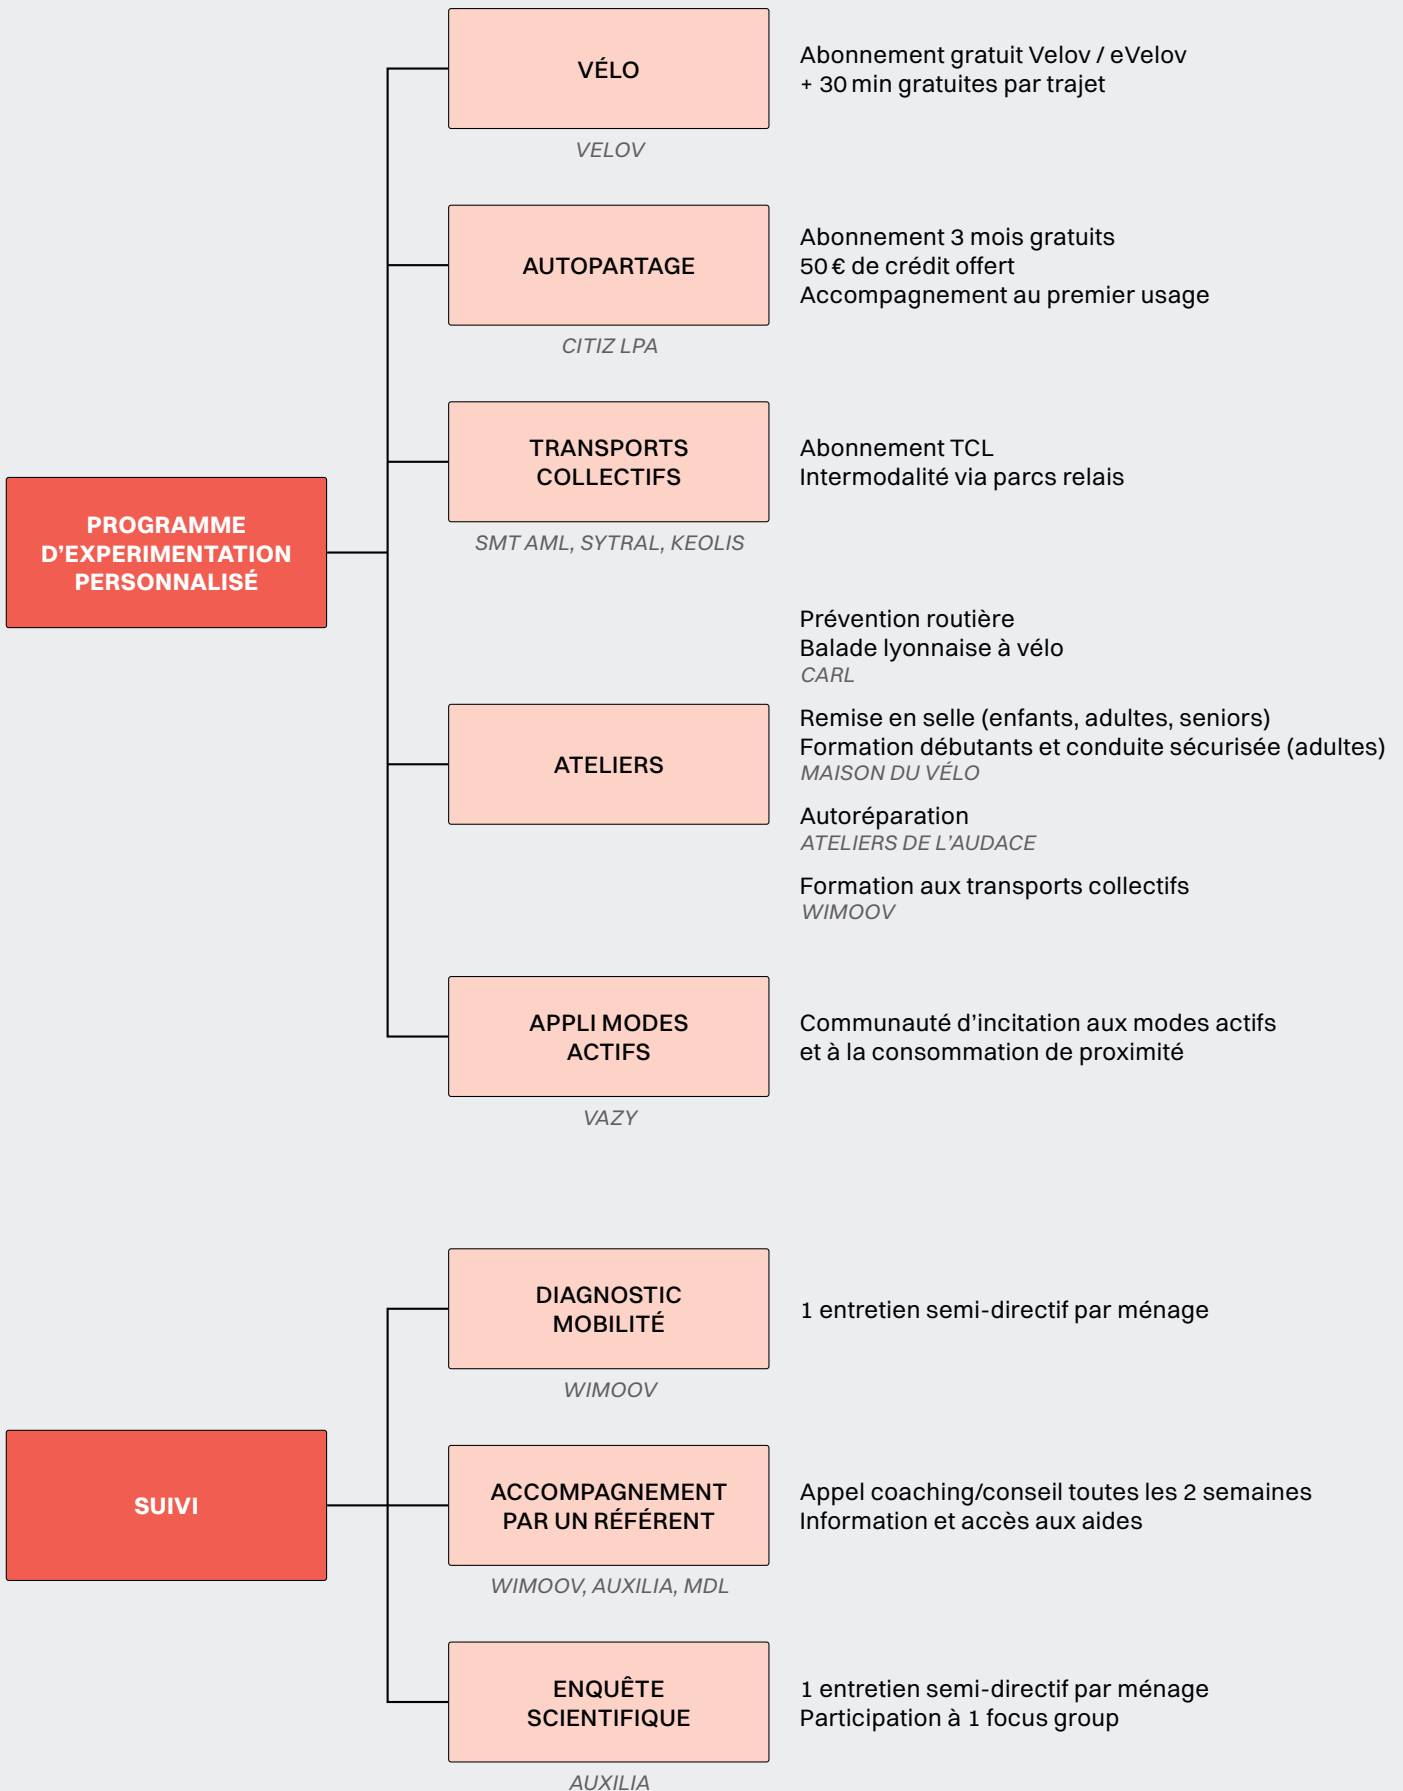 VÉLO
Abonnement gratuit Velov / eVelov
+ 30 min gratuites par trajet
VELOV
AUTOPARTAGE
Abonnement 3 mois gratuits
50 € de crédit offert
Accompagnement au premier usage
CITIZ LPA
TRANSPORTS
COLLECTIFS
Abonnement TCL
Intermodalité via parcs relais
SMT AML, SYTRAL, KEOLIS
PROGRAMME
D'EXPERIMENTATION
PERSONNALISÉ
ATELIERS
Prévention routière
Balade lyonnaise à vélo
CARL
Remise en selle (enfants, adultes, seniors)
Formation débutants et conduite sécurisée (adultes)
MAISON DU VÉLO
Autoréparation
ATELIERS DE L'AUDACE
Formation aux transports collectifs
WIMOOV
APPLI MODES
ACTIFS
Communauté d'incitation aux modes actifs
et à la consommation de proximité
VAZY
DIAGNOSTIC
MOBILITÉ
1 entretien semi-directif par ménage
WIMOOV
SUIVI
ACCOMPAGNEMENT
PAR UN RÉFÉRENT
Appel coaching/conseil toutes les 2 semaines
Information et accès aux aides
WIMOOV, AUXILIA, MDL
ENQUÊTE
SCIENTIFIQUE
1 entretien semi-directif par ménage
Participation à 1 focus group
AUXILIA